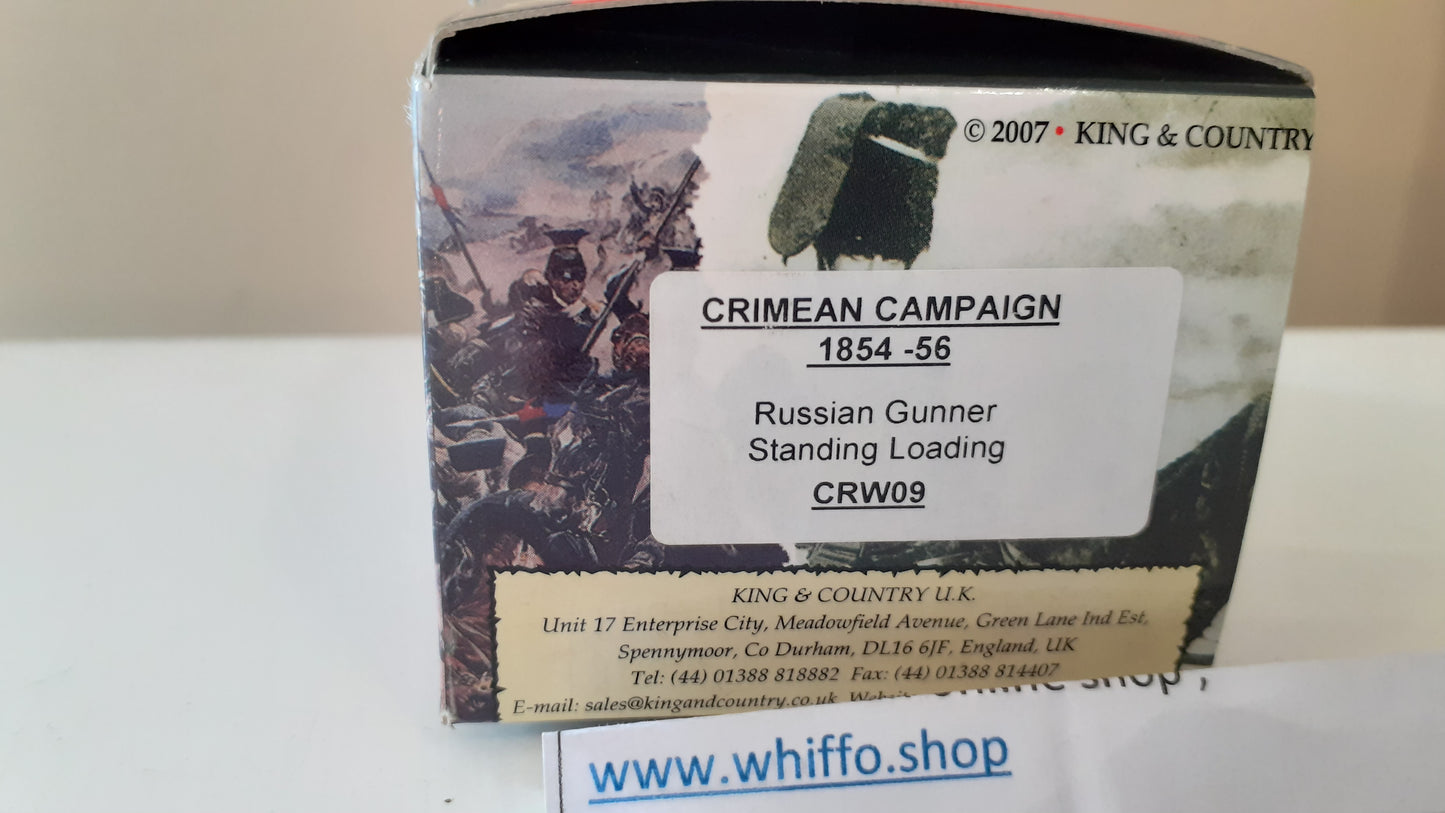 © 2007 • KING & COUNTRY
CRIMEAN CAMPAIGN
1854 -56
Russian Gunner
Standing Loading
CRW09
KING & COUNTRY U.K.
Unit 17 Enterprise City, Meadowfield Avenue, Green Lane Ind Est,
Spennymoor, Co Durham, DL16 6JF, England, UK
Tel: (44) 01388 818882 Fax: (44) 01388 814407
E-mail: sales@kingandcountry.co.uk
shop ,
www.whiffo.shop